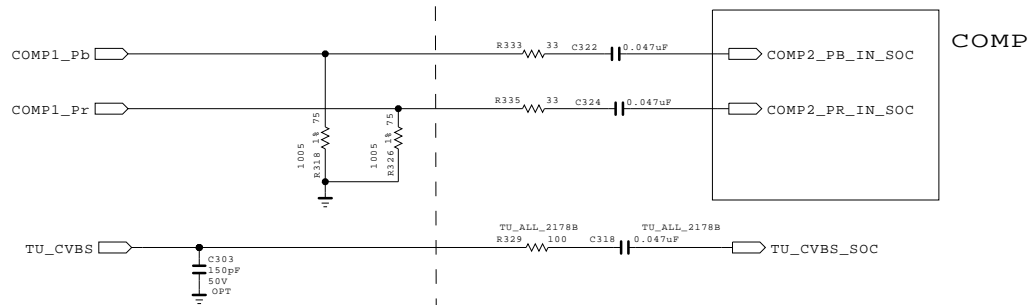 COMP
COMP1_Pb
R333 33 C322 0.047uF
COMP2_PB_IN_SOC
COMP1_Pr
R335 33 C324 0.047uF
COMP2_PR_IN_SOC
1005
R318 1% 75
1005
R326 1% 75
TU_CVBS
TU_ALL_2178B
R329 100
TU_ALL_2178B
C318 0.047uF
TU_CVBS_SOC
C303
150pF
50V
OPT